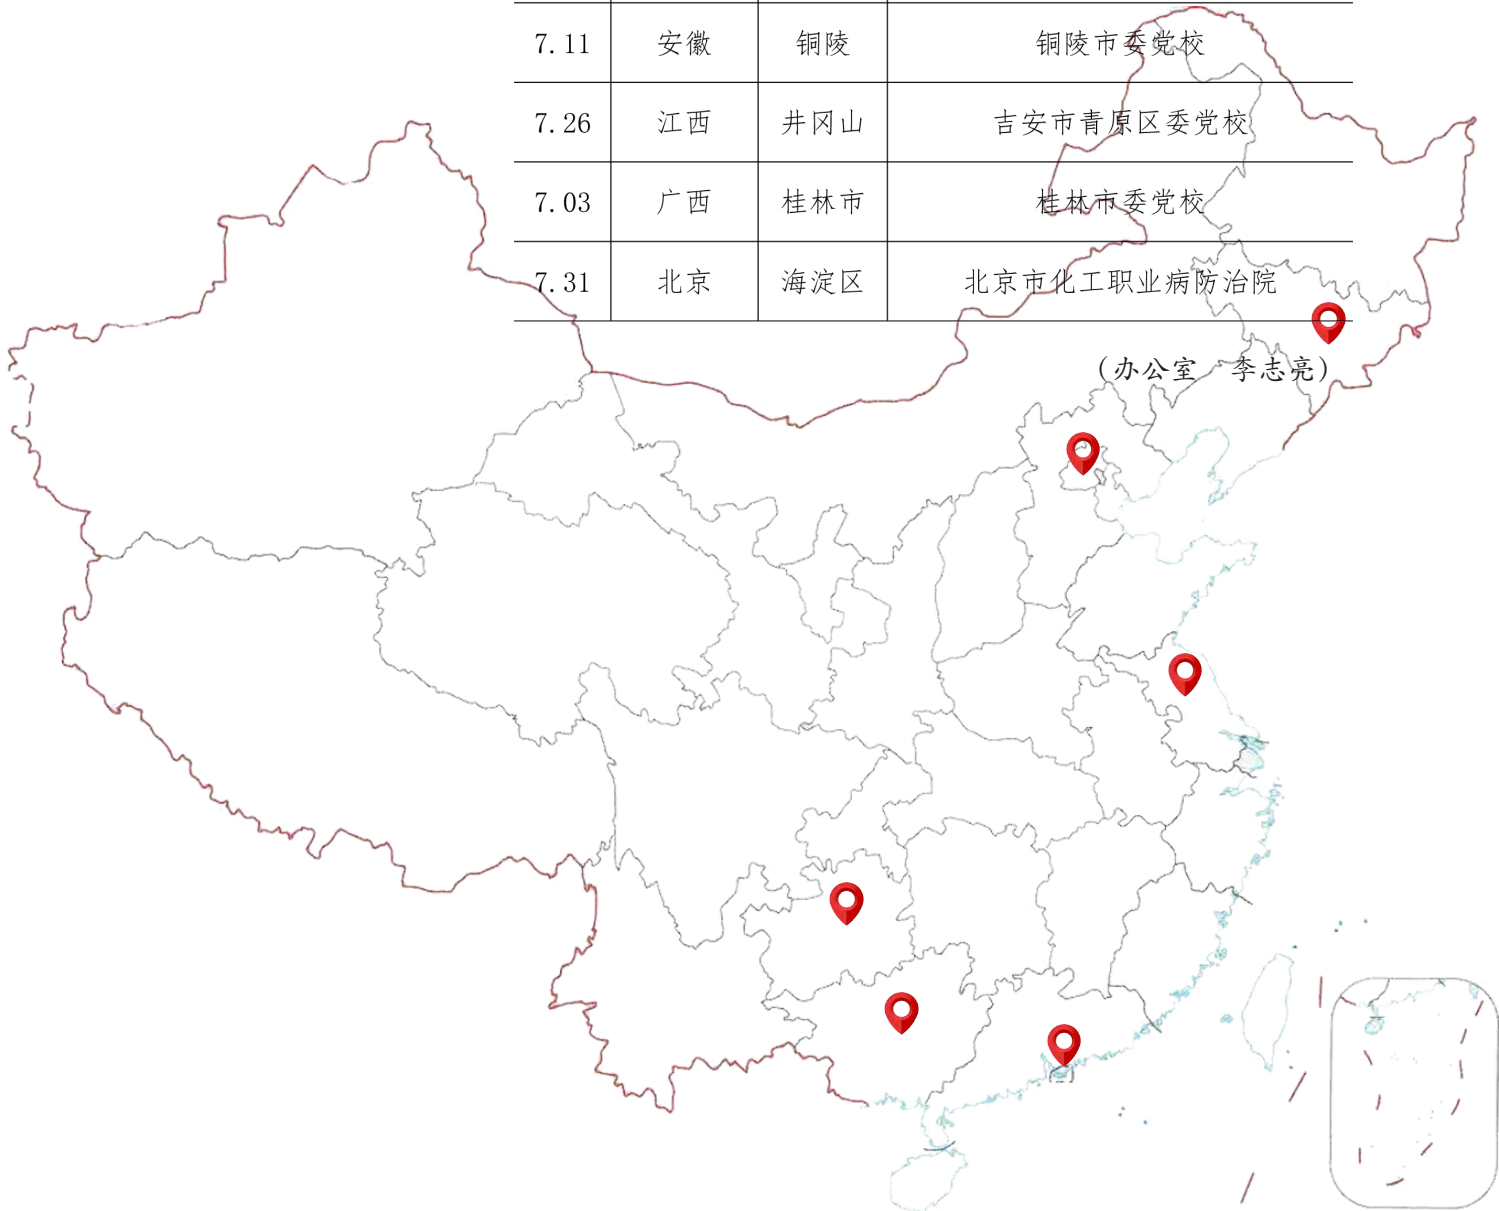 7.11 安徽 铜陵 铜陵市委党校
7.26 江西 井冈山 吉安市青原区委党校
7.03 广西 桂林市 桂林市委党校
7.31 北京 海淀区 北京市化工职业病防治院
（办公室 李志亮）